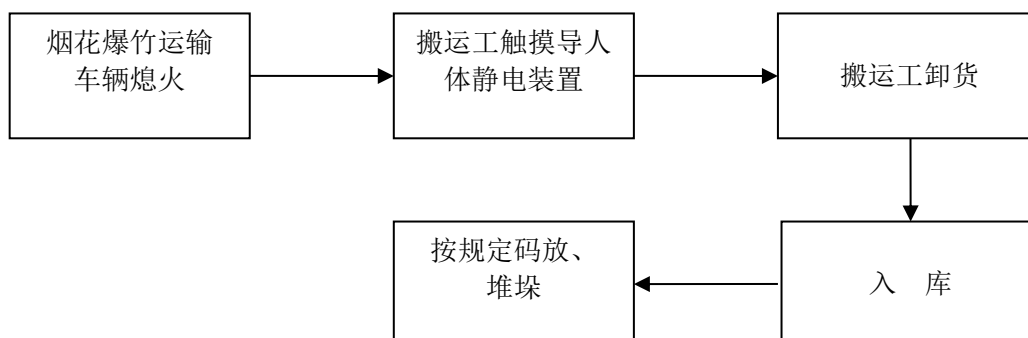 烟花爆竹运输
车辆熄火
搬运工触摸导人
体静电装置
搬运工卸货
按规定码放、
堆垛
入　库